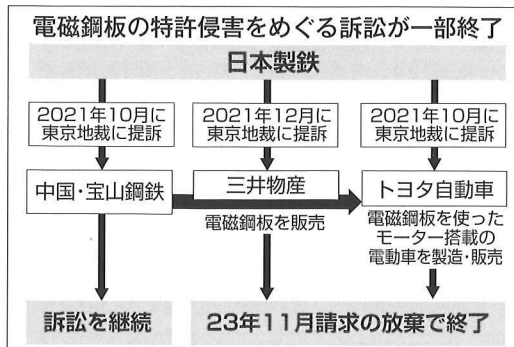 電磁鋼板の特許侵害をめぐる訴訟が一部終了
日本製鉄
2021年10月に
東京地裁に提訴
2021年12月に
東京地裁に提訴
2021年10月に
東京地裁に提訴
中国・宝山鋼鉄
三井物産
トヨタ自動車
電磁鋼板を販売
電磁鋼板を使った
モーター搭載の
電動車を製造・販売
訴訟を継続
23年11月請求の放棄で終了